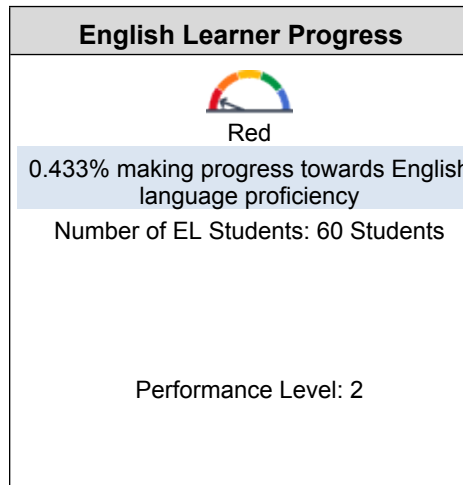 English Learner Progress
Red
0.433% making progress towards English
language proficiency
Number of EL Students: 60 Students
Performance Level: 2